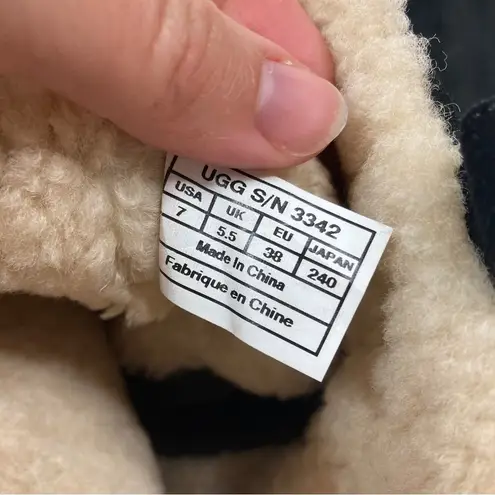 UGG S/N 3342
USA UK EU JAPAN
7 5.5 38 240
Made In China
Fabrique en Chine